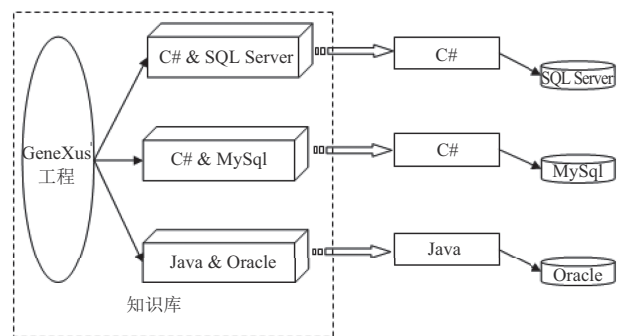 C# & SQL Server
C#
SQL Server
GeneXus
工程
C# & MySql
C#
MySql
Java & Oracle
Java
Oracle
知识库